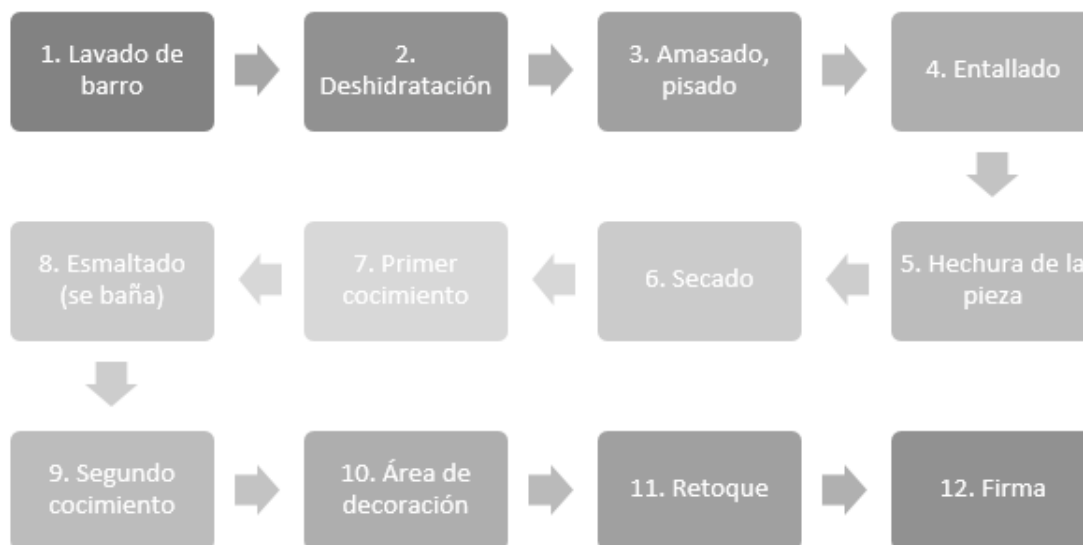 1. Lavado de
barro
2.
Deshidratación
3. Amasado,
pisado
4. Entallado
5. Hechura de la
pieza
6. Secado
7. Primer
cocimiento
8. Esmaltado
(se baña)
9. Segundo
cocimiento
10. Área de
decoración
11. Retoque
12. Firma